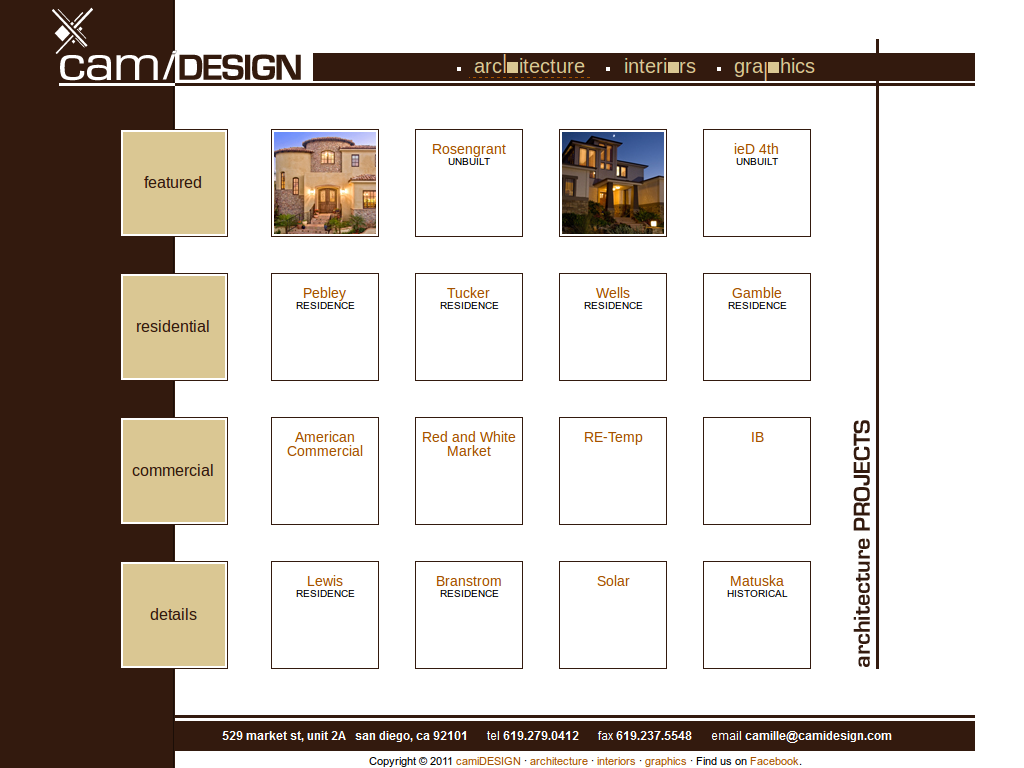 cami/DESIGN
architecture
interiors
graphics
featured
Rosengrant
UNBUILT
ieD 4th
UNBUILT
residential
Pebley
RESIDENCE
Tucker
RESIDENCE
Wells
RESIDENCE
Gamble
RESIDENCE
commercial
American
Commercial
Red and White
Market
RE-Temp
IB
details
Lewis
RESIDENCE
Branstrom
RESIDENCE
Solar
Matuska
HISTORICAL
architecture PROJECTS
529 market st, unit 2A san diego, ca 92101 tel 619.279.0412 fax 619.237.5548 email camille@camidesign.com
Copyright © 2011 camiDESIGN · architecture · interiors · graphics · Find us on Facebook.